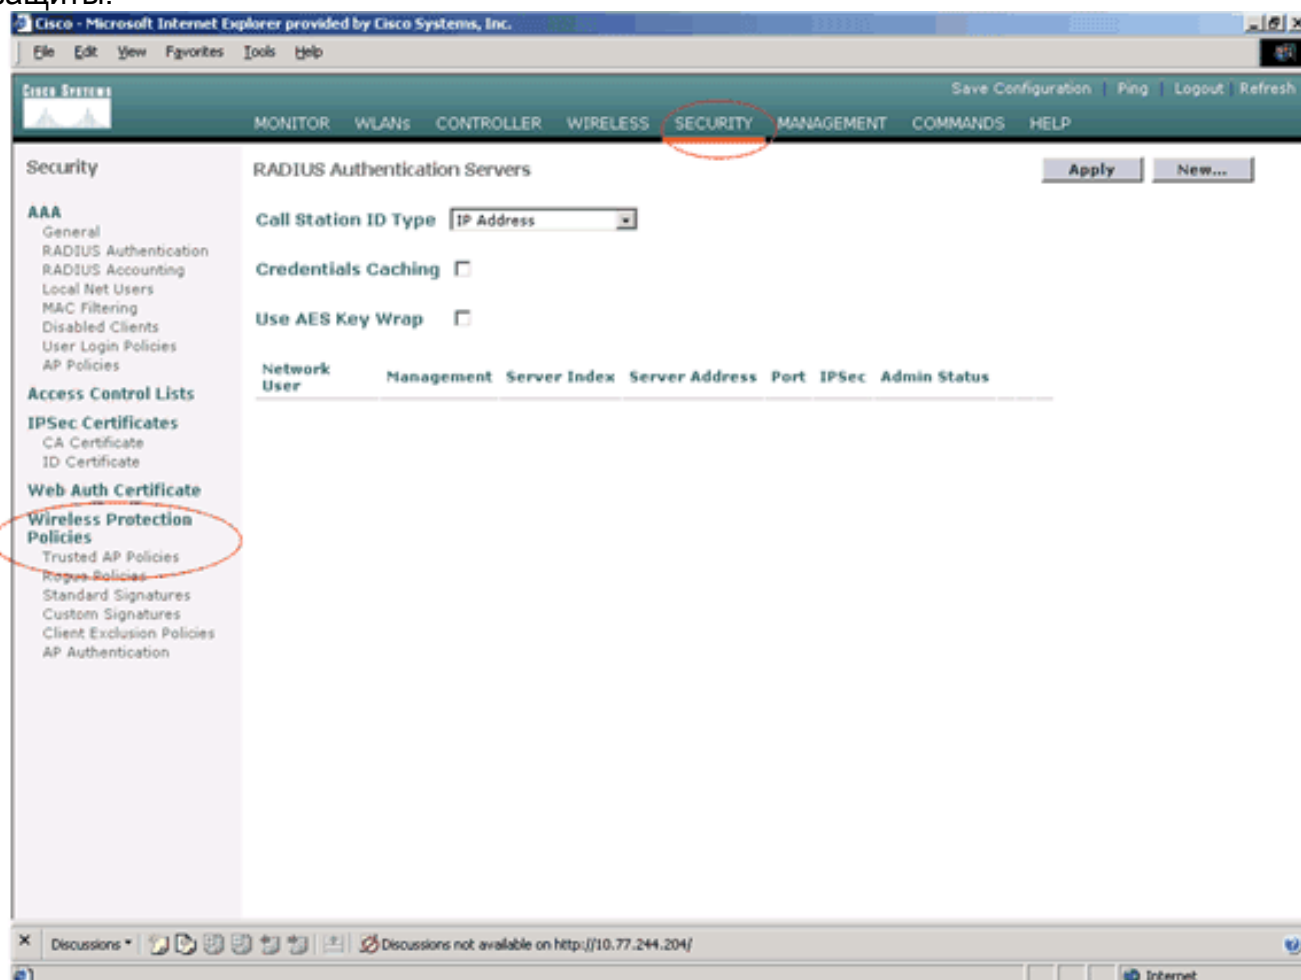 защиты.
Cisco - Microsoft Internet Explorer provided by Cisco Systems, Inc.
File Edit View Favorites Tools Help
CISCO SYSTEMS
Save Configuration | Ping | Logout | Refresh
MONITOR WLANs CONTROLLER WIRELESS SECURITY MANAGEMENT COMMANDS HELP
Security
RADIUS Authentication Servers
Apply
New...
AAA
General
RADIUS Authentication
RADIUS Accounting
Local Net Users
MAC Filtering
Disabled Clients
User Login Policies
AP Policies
Access Control Lists
IPSec Certificates
CA Certificate
ID Certificate
Web Auth Certificate
Wireless Protection
Policies
Trusted AP Policies
Rogue Policies
Standard Signatures
Custom Signatures
Client Exclusion Policies
AP Authentication
Call Station ID Type IP Address
Credentials Caching
Use AES Key Wrap
Network
User
Management Server Index Server Address Port IPSec Admin Status
Discussions
Discussions not available on http://10.77.244.204/
Internet